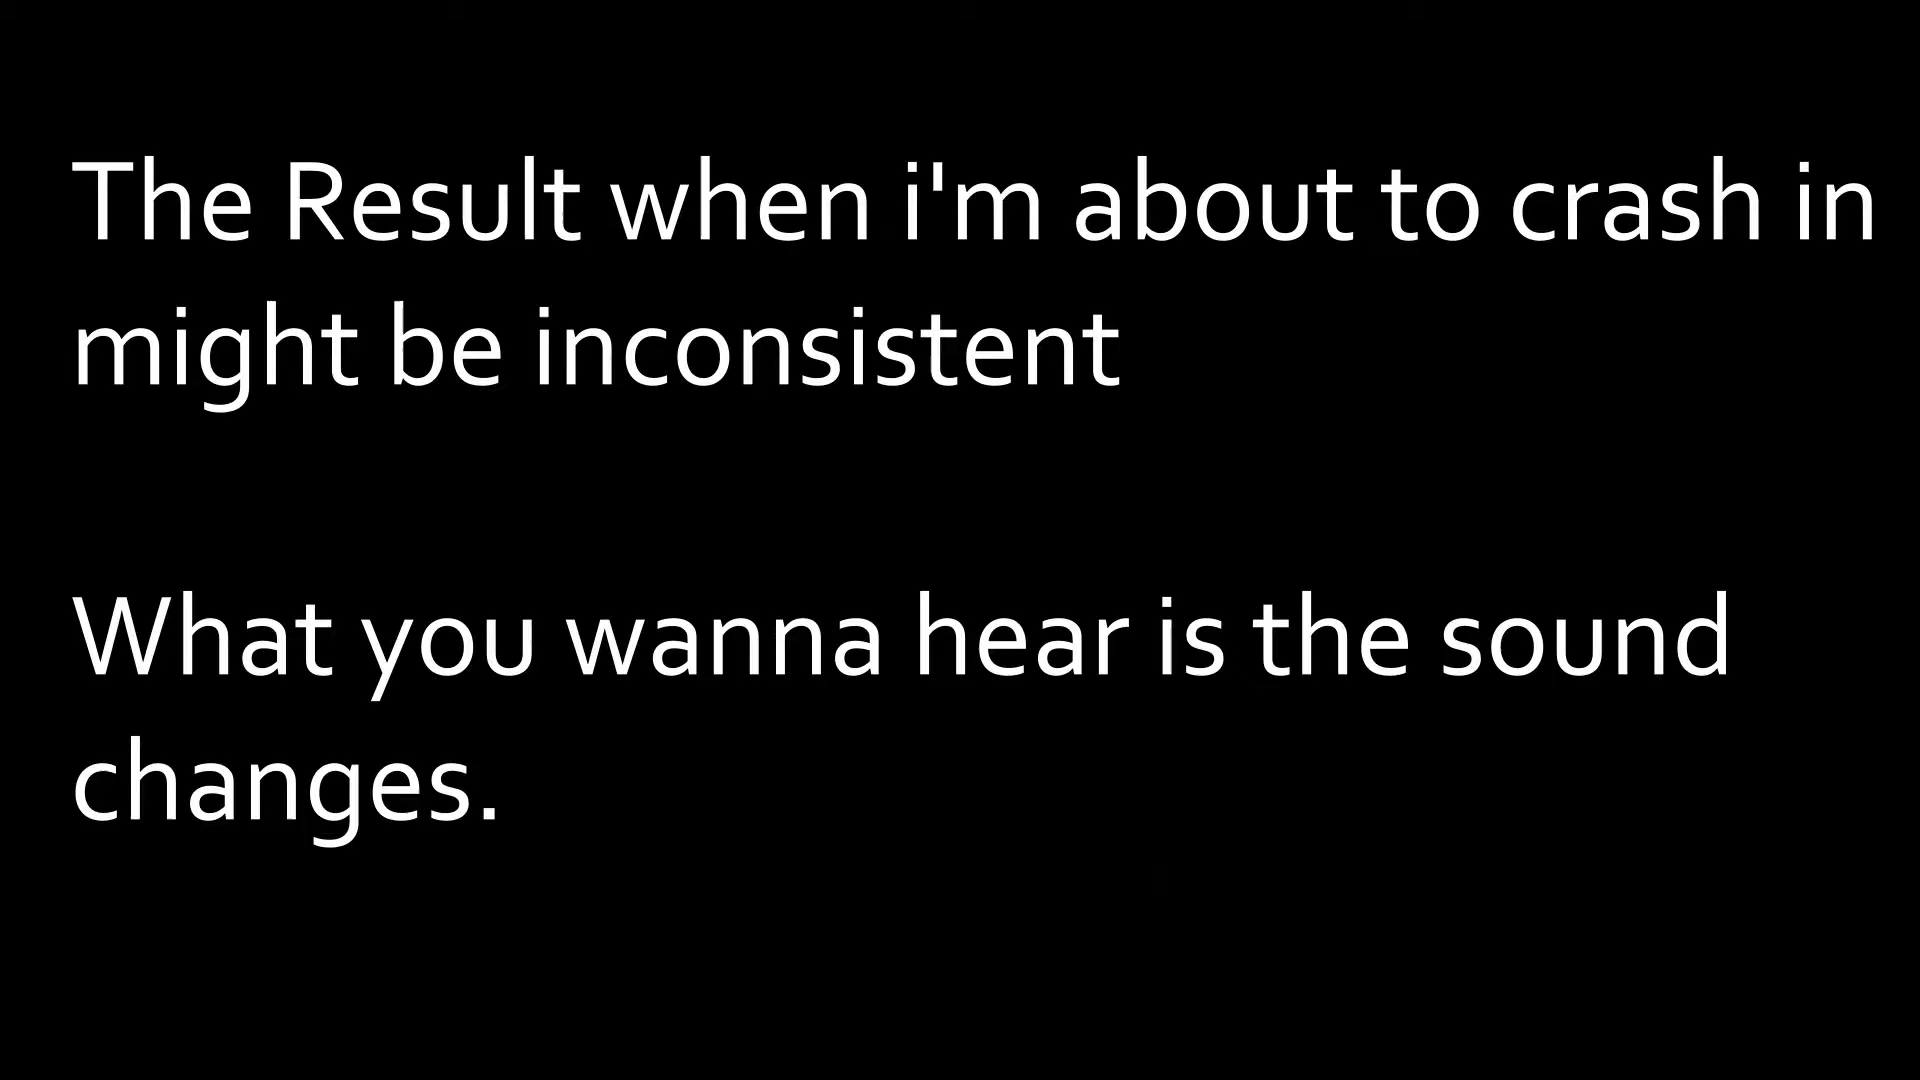 The Result when i'm about to crash in
might be inconsistent
What you wanna hear is the sound
changes.